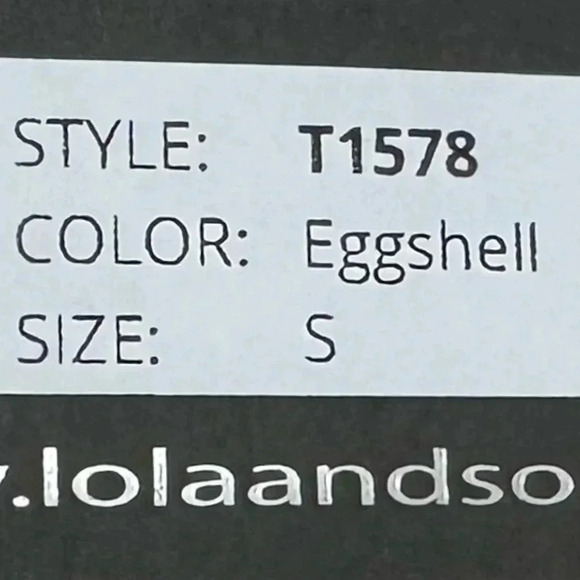 STYLE: T1578
COLOR: Eggshell
SIZE: S
.lolaandso